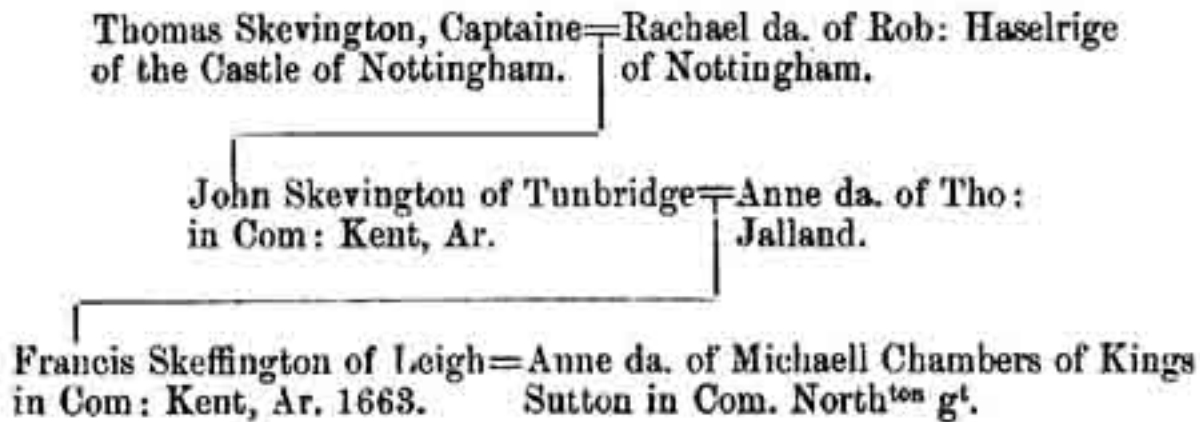 Thomas Skevington, Captaine=Rachael da. of Rob: Haselrige
of the Castle of Nottingham. of Nottingham.
John Skevington of Tunbridge=Anne da. of Tho:
in Com: Kent, Ar. Jalland.
Francis Skeffington of Leigh=Anne da. of Michaell Chambers of Kings
in Com: Kent, Ar. 1663. Sutton in Com. Northton gt.